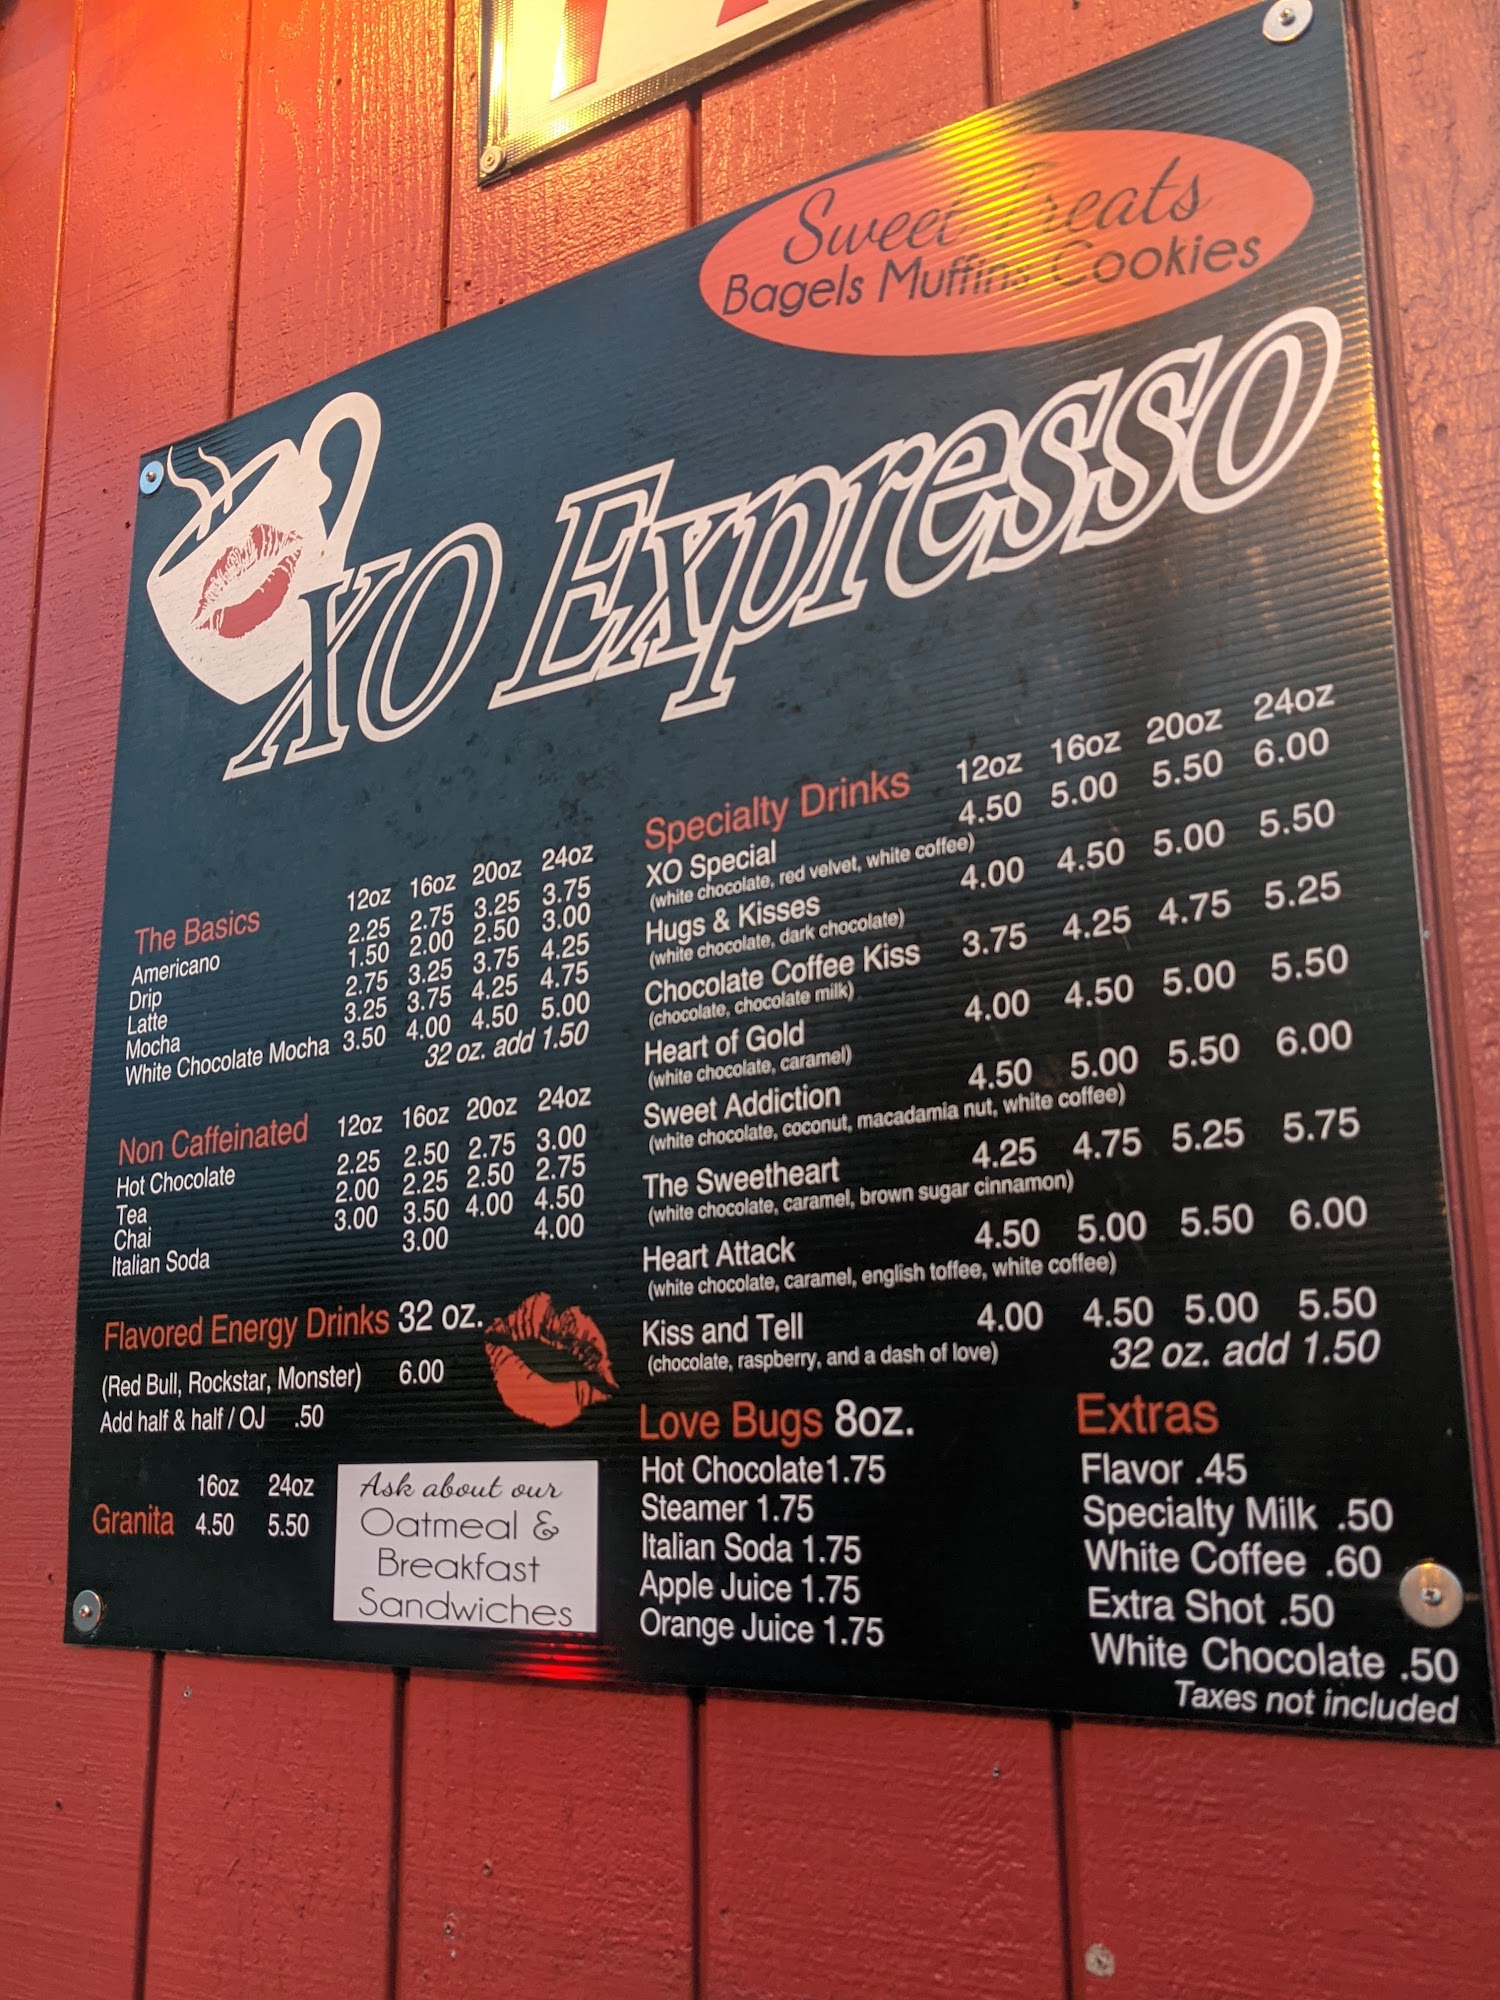 Sweet Treats
Bagels Muffins Cookies
XO Expresso
The Basics 12oz 16oz 20oz 24oz
Americano 2.25 2.75 3.25 3.75
Drip 1.50 2.00 2.50 3.00
Latte 2.75 3.25 3.75 4.25
Mocha 3.25 3.75 4.25 4.75
White Chocolate Mocha 3.50 4.00 4.50 5.00
32 oz. add 1.50
Non Caffeinated 12oz 16oz 20oz 24oz
Hot Chocolate 2.25 2.50 2.75 3.00
Tea 2.00 2.25 2.50 2.75
Chai 3.00 3.50 4.00 4.50
Italian Soda 3.00 4.00
Flavored Energy Drinks 32 oz.
(Red Bull, Rockstar, Monster) 6.00
Add half & half / OJ .50
16oz 24oz
Granita 4.50 5.50
Ask about our
Oatmeal &
Breakfast
Sandwiches
Specialty Drinks 12oz 16oz 20oz 24oz
XO Special 4.50 5.00 5.50 6.00
(white chocolate, red velvet, white coffee)
Hugs & Kisses 4.00 4.50 5.00 5.50
(white chocolate, dark chocolate)
Chocolate Coffee Kiss 3.75 4.25 4.75 5.25
(chocolate, chocolate milk)
Heart of Gold 4.00 4.50 5.00 5.50
(white chocolate, caramel)
Sweet Addiction 4.50 5.00 5.50 6.00
(white chocolate, coconut, macadamia nut, white coffee)
The Sweetheart 4.25 4.75 5.25 5.75
(white chocolate, caramel, brown sugar cinnamon)
Heart Attack 4.50 5.00 5.50 6.00
(white chocolate, caramel, english toffee, white coffee)
Kiss and Tell 4.00 4.50 5.00 5.50
(chocolate, raspberry, and a dash of love)
32 oz. add 1.50
Love Bugs 8oz.
Hot Chocolate 1.75
Steamer 1.75
Italian Soda 1.75
Apple Juice 1.75
Orange Juice 1.75
Extras
Flavor .45
Specialty Milk .50
White Coffee .60
Extra Shot .50
White Chocolate .50
Taxes not included